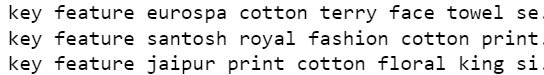 key feature eurospa cotton terry face towel se.
key feature santosh royal fashion cotton print.
key feature jaipur print cotton floral king si.